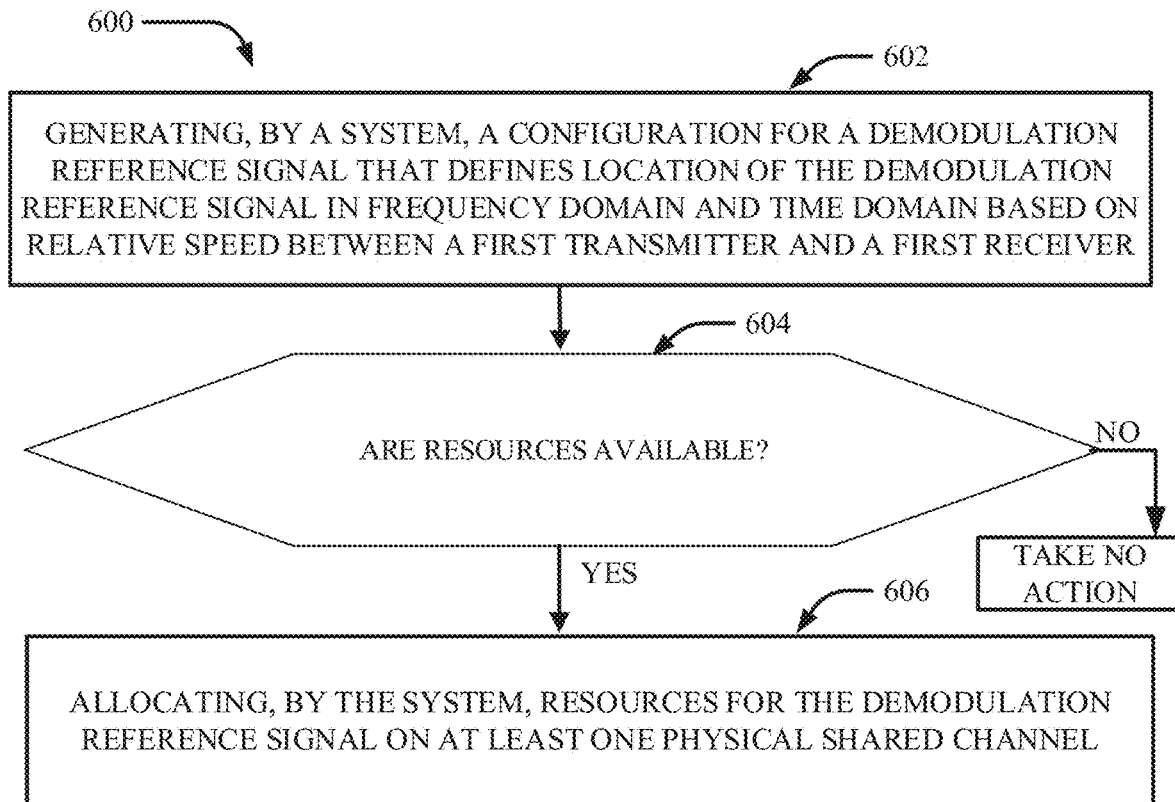 600
602
GENERATING, BY A SYSTEM, A CONFIGURATION FOR A DEMODULATION
REFERENCE SIGNAL THAT DEFINES LOCATION OF THE DEMODULATION
REFERENCE SIGNAL IN FREQUENCY DOMAIN AND TIME DOMAIN BASED ON
RELATIVE SPEED BETWEEN A FIRST TRANSMITTER AND A FIRST RECEIVER
604
ARE RESOURCES AVAILABLE?
NO
TAKE NO
ACTION
YES
606
ALLOCATING, BY THE SYSTEM, RESOURCES FOR THE DEMODULATION
REFERENCE SIGNAL ON AT LEAST ONE PHYSICAL SHARED CHANNEL